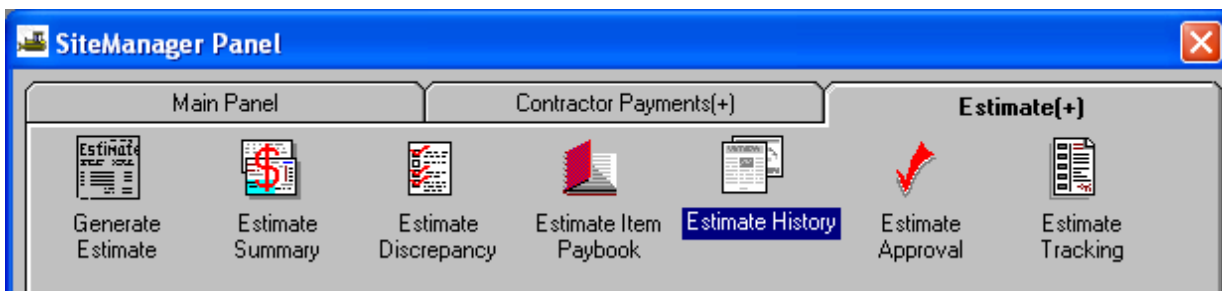 SiteManager Panel
Main Panel
Contractor Payments(+)
Estimate(+)
Estimate
Generate
Estimate
$
Estimate
Summary
Estimate
Discrepancy
Estimate Item
Paybook
Estimate History
Estimate
Approval
Estimate
Tracking